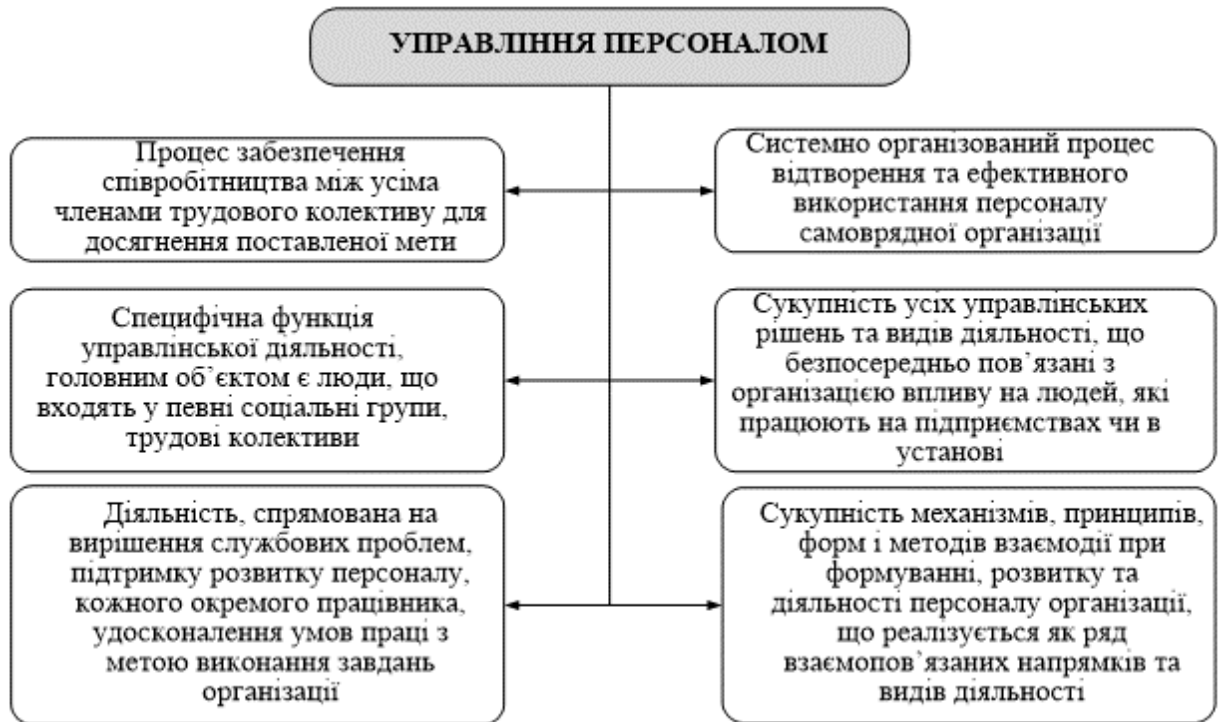 УПРАВЛІННЯ ПЕРСОНАЛОМ
Процес забезпечення
співробітництва між усіма
членами трудового колективу для
досягнення поставленої мети
Системно організований процес
відтворення та ефективного
використання персоналу
самоврядної організації
Специфічна функція
управлінської діяльності,
головним об’єктом є люди, що
входять у певні соціальні групи,
трудові колективи
Сукупність усіх управлінських
рішень та видів діяльності, що
безпосередньо пов’язані з
організацією впливу на людей, які
працюють на підприємствах чи в
установі
Діяльність, спрямована на
вирішення службових проблем,
підтримку розвитку персоналу,
кожного окремого працівника,
удосконалення умов праці з
метою виконання завдань
організації
Сукупність механізмів, принципів,
форм і методів взаємодії при
формуванні, розвитку та
діяльності персоналу організації,
що реалізується як ряд
взаємопов’язаних напрямків та
видів діяльності